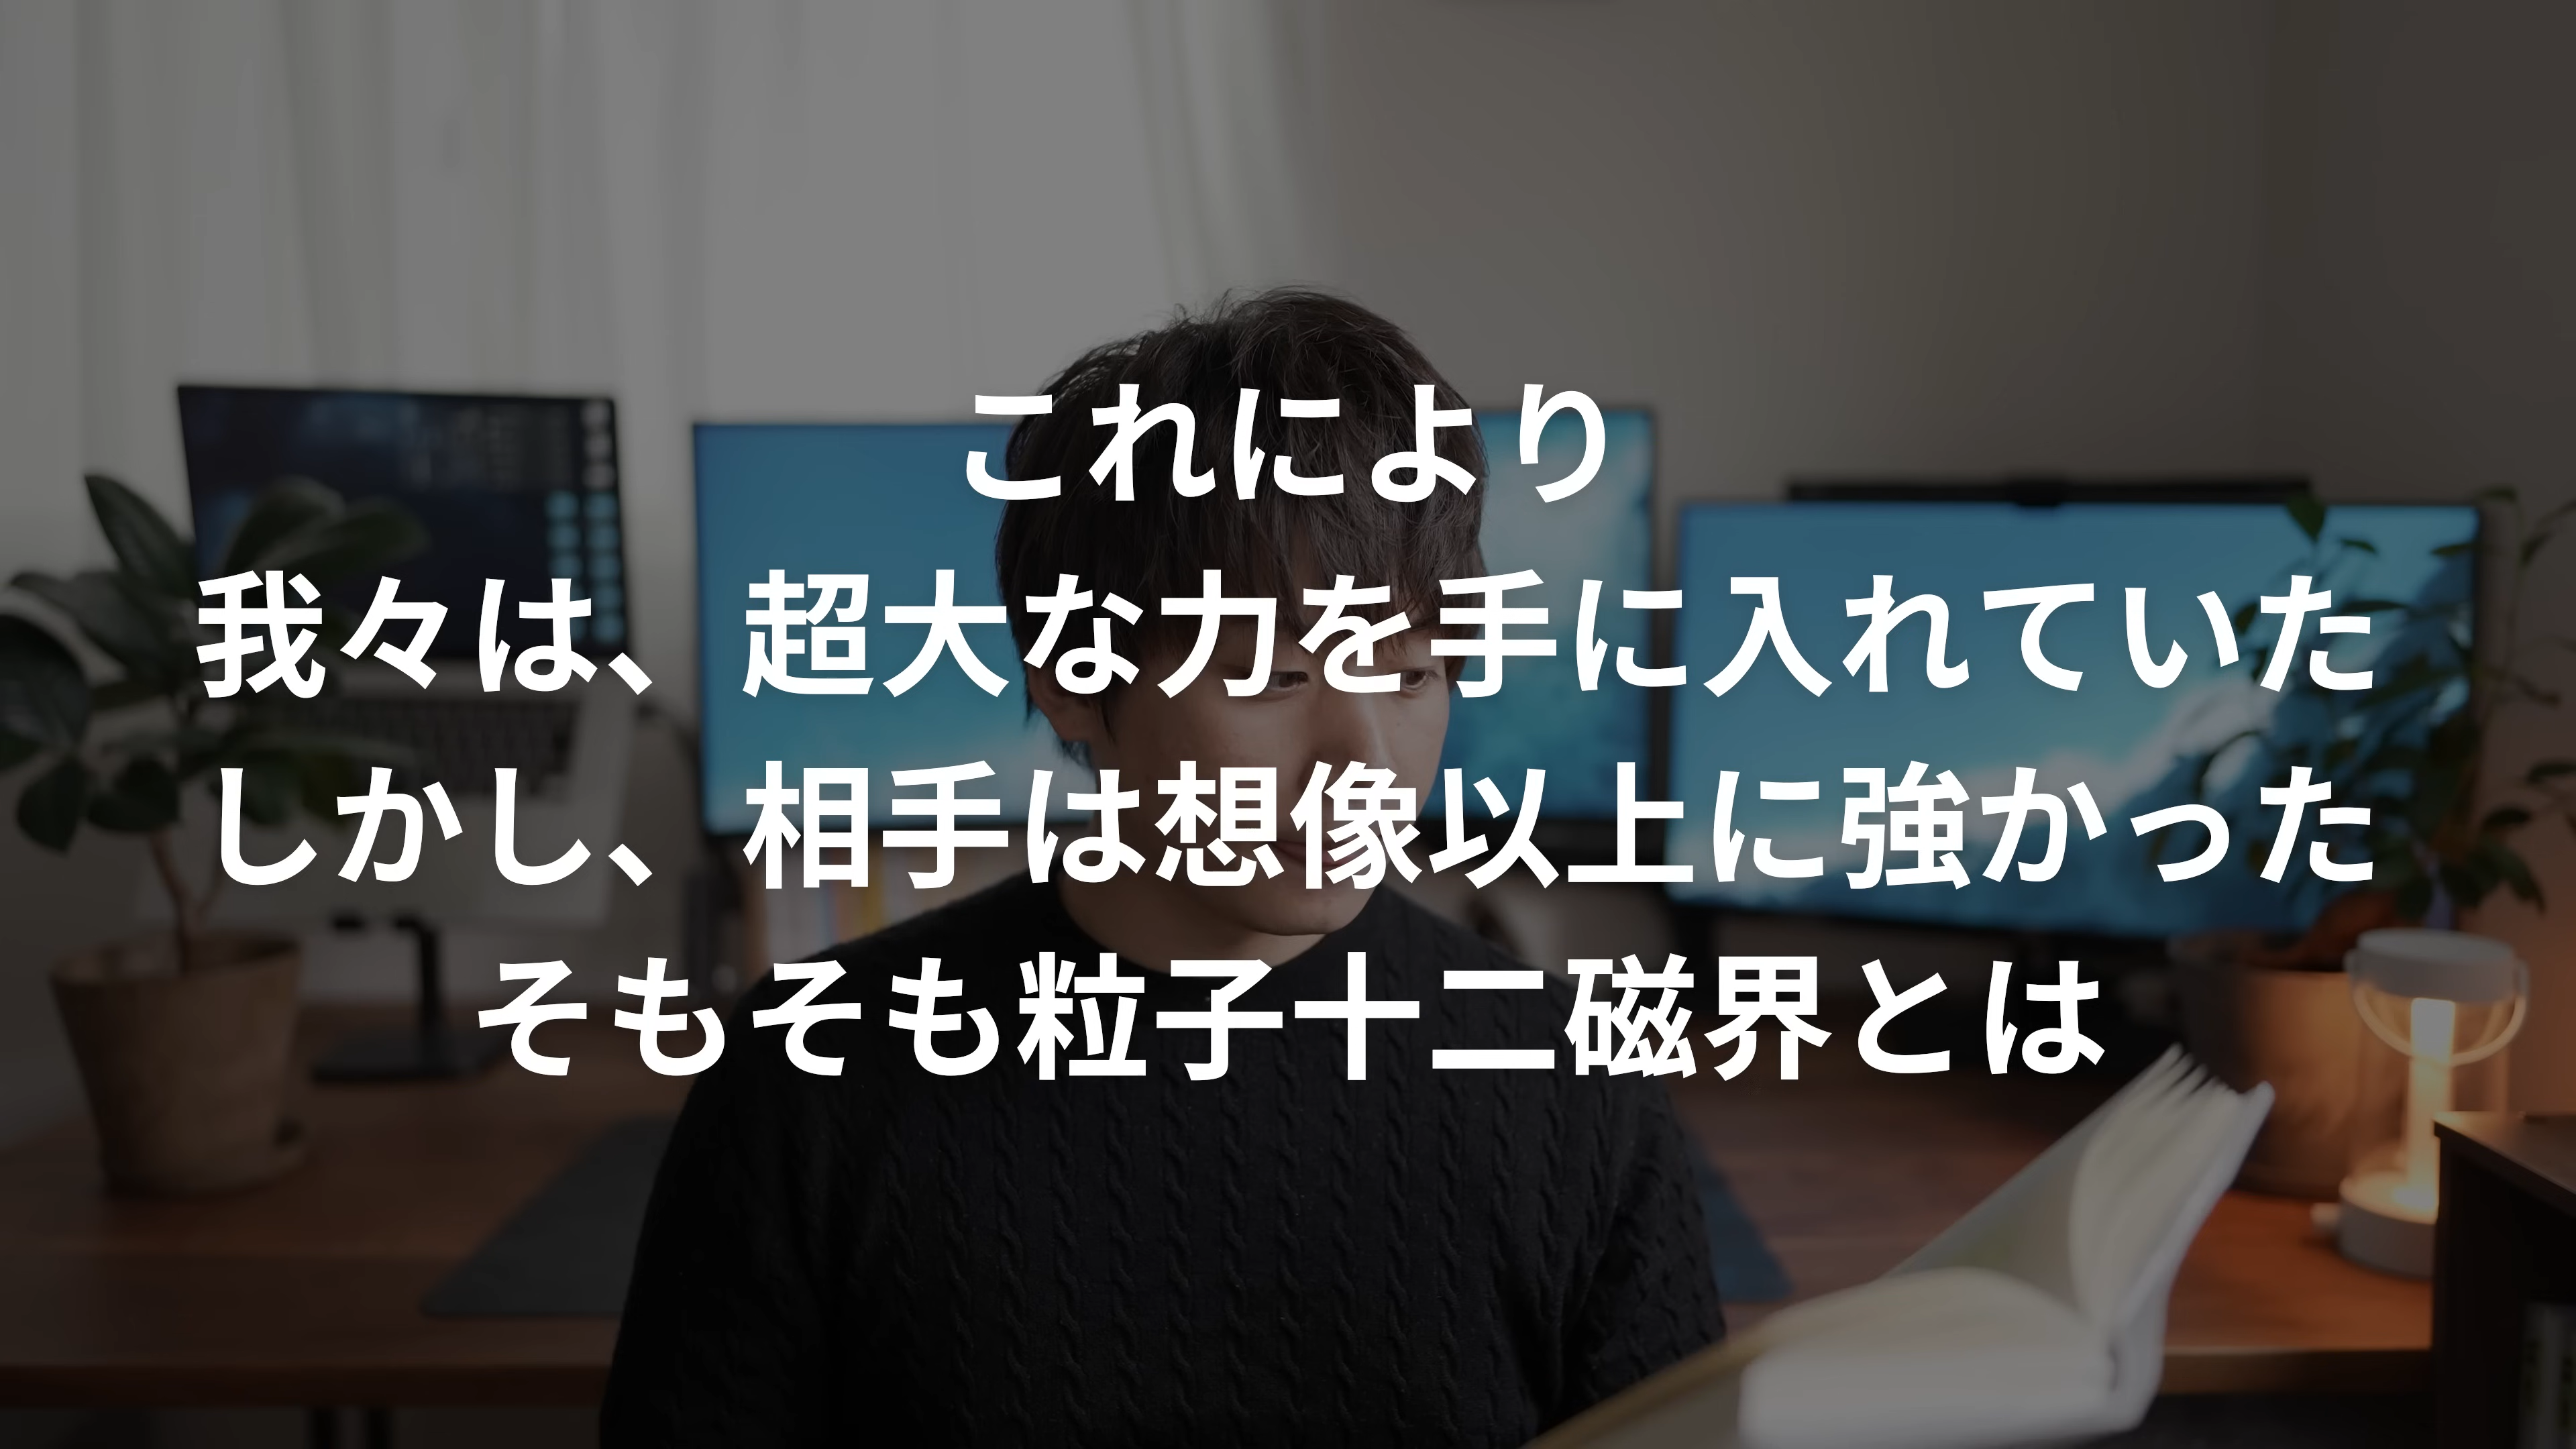 これにより
我々は、超大な力を手に入れていた
しかし、相手は想像以上に強かった
そもそも粒子十二磁界とは